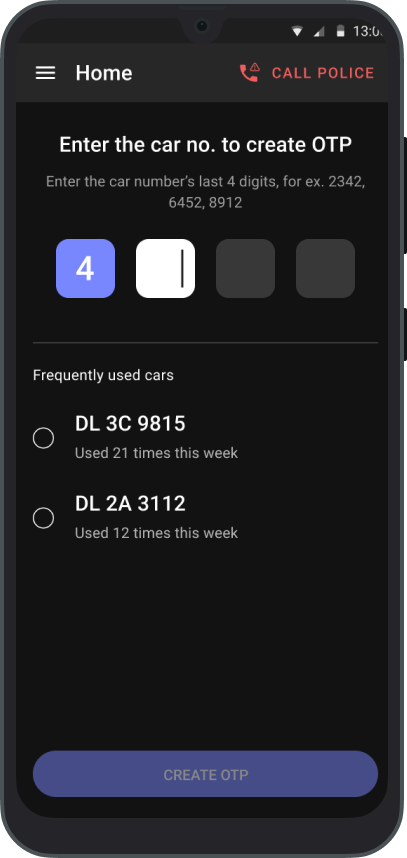 13:0
Home
CALL POLICE
Enter the car no. to create OTP
Enter the car number's last 4 digits, for ex. 2342,
6452, 8912
4
Frequently used cars
DL 3C 9815
Used 21 times this week
DL 2A 3112
Used 12 times this week
CREATE OTP